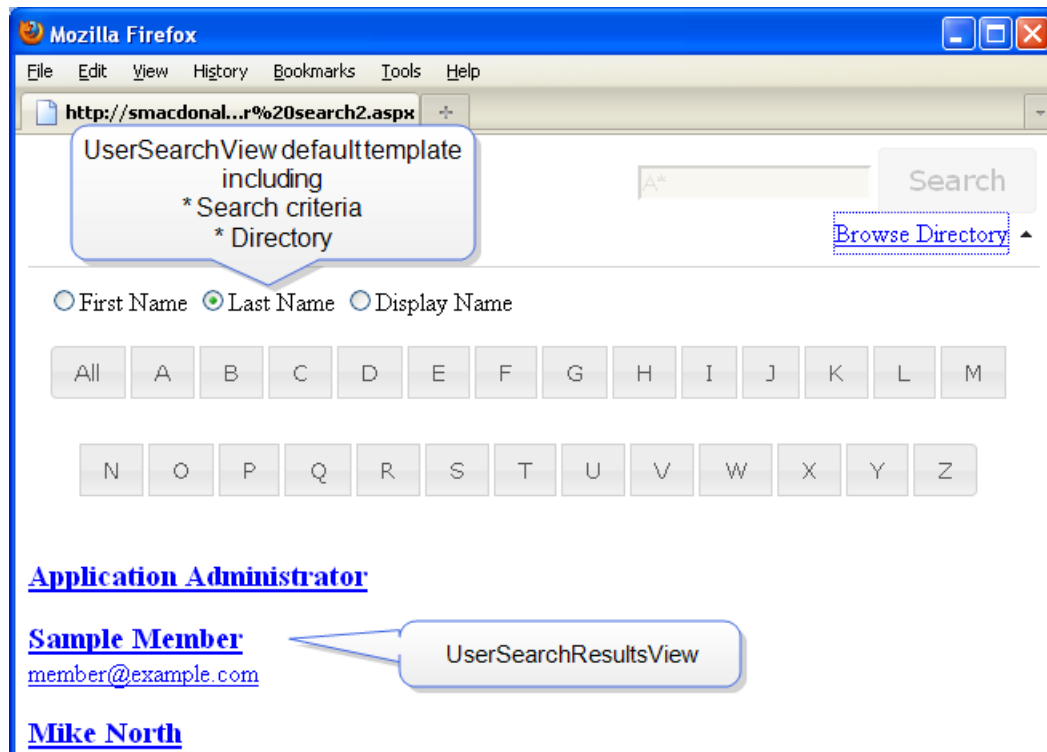 Mozilla Firefox
File Edit View History Bookmarks Tools Help
http://smacdonal...r%20search2.aspx
UserSearchView default template
including
* Search criteria
* Directory
A*
Search
Browse Directory
First Name Last Name Display Name
All A B C D E F G H I J K L M
N O P Q R S T U V W X Y Z
Application Administrator
Sample Member
member@example.com
UserSearchResultsView
Mike North